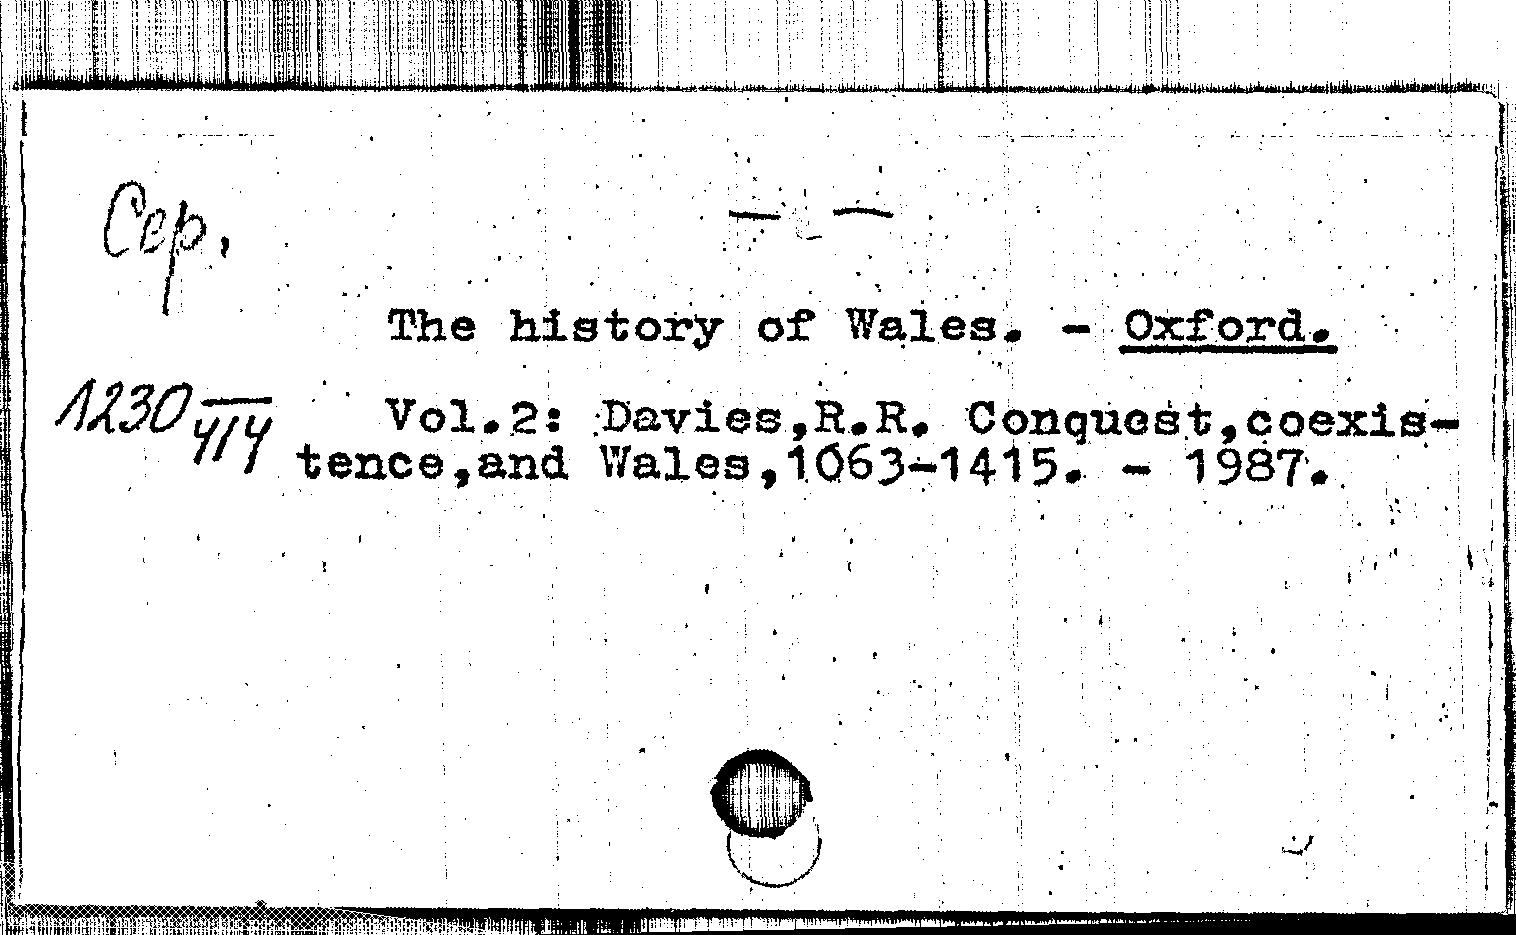 Сер.
The history of Wales. - Oxford.
1230/414
Vol.2: Davies,R.R. Conquest,coexis-
tence,and Wales,1063-1415. - 1987.